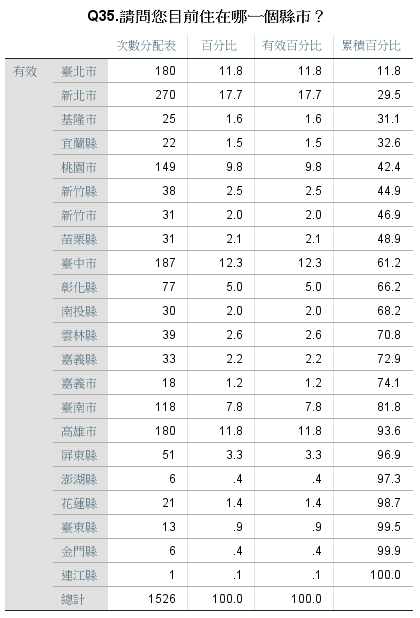 Q35.請問您目前住在哪一個縣市？
次數分配表 百分比 有效百分比 累積百分比
有效 臺北市 180 11.8 11.8 11.8
新北市 270 17.7 17.7 29.5
基隆市 25 1.6 1.6 31.1
宜蘭縣 22 1.5 1.5 32.6
桃園市 149 9.8 9.8 42.4
新竹縣 38 2.5 2.5 44.9
新竹市 31 2.0 2.0 46.9
苗栗縣 31 2.1 2.1 48.9
臺中市 187 12.3 12.3 61.2
彰化縣 77 5.0 5.0 66.2
南投縣 30 2.0 2.0 68.2
雲林縣 39 2.6 2.6 70.8
嘉義縣 33 2.2 2.2 72.9
嘉義市 18 1.2 1.2 74.1
臺南市 118 7.8 7.8 81.8
高雄市 180 11.8 11.8 93.6
屏東縣 51 3.3 3.3 96.9
澎湖縣 6 .4 .4 97.3
花蓮縣 21 1.4 1.4 98.7
臺東縣 13 .9 .9 99.5
金門縣 6 .4 .4 99.9
連江縣 1 .1 .1 100.0
總計 1526 100.0 100.0